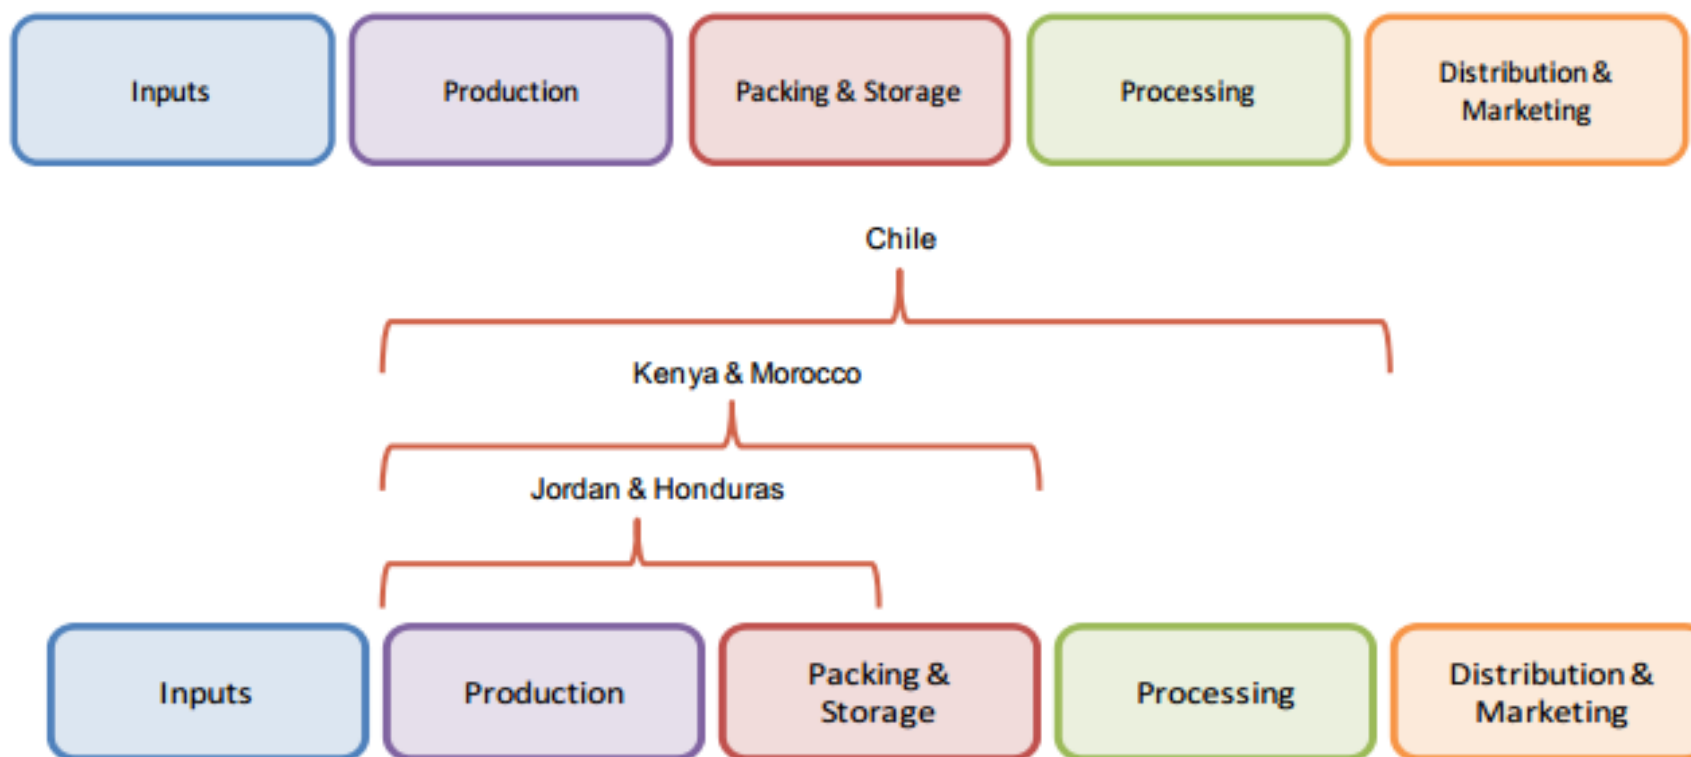 Inputs
Production
Packing & Storage
Processing
Distribution &
Marketing
Chile
Kenya & Morocco
Jordan & Honduras
Inputs
Production
Packing &
Storage
Processing
Distribution &
Marketing